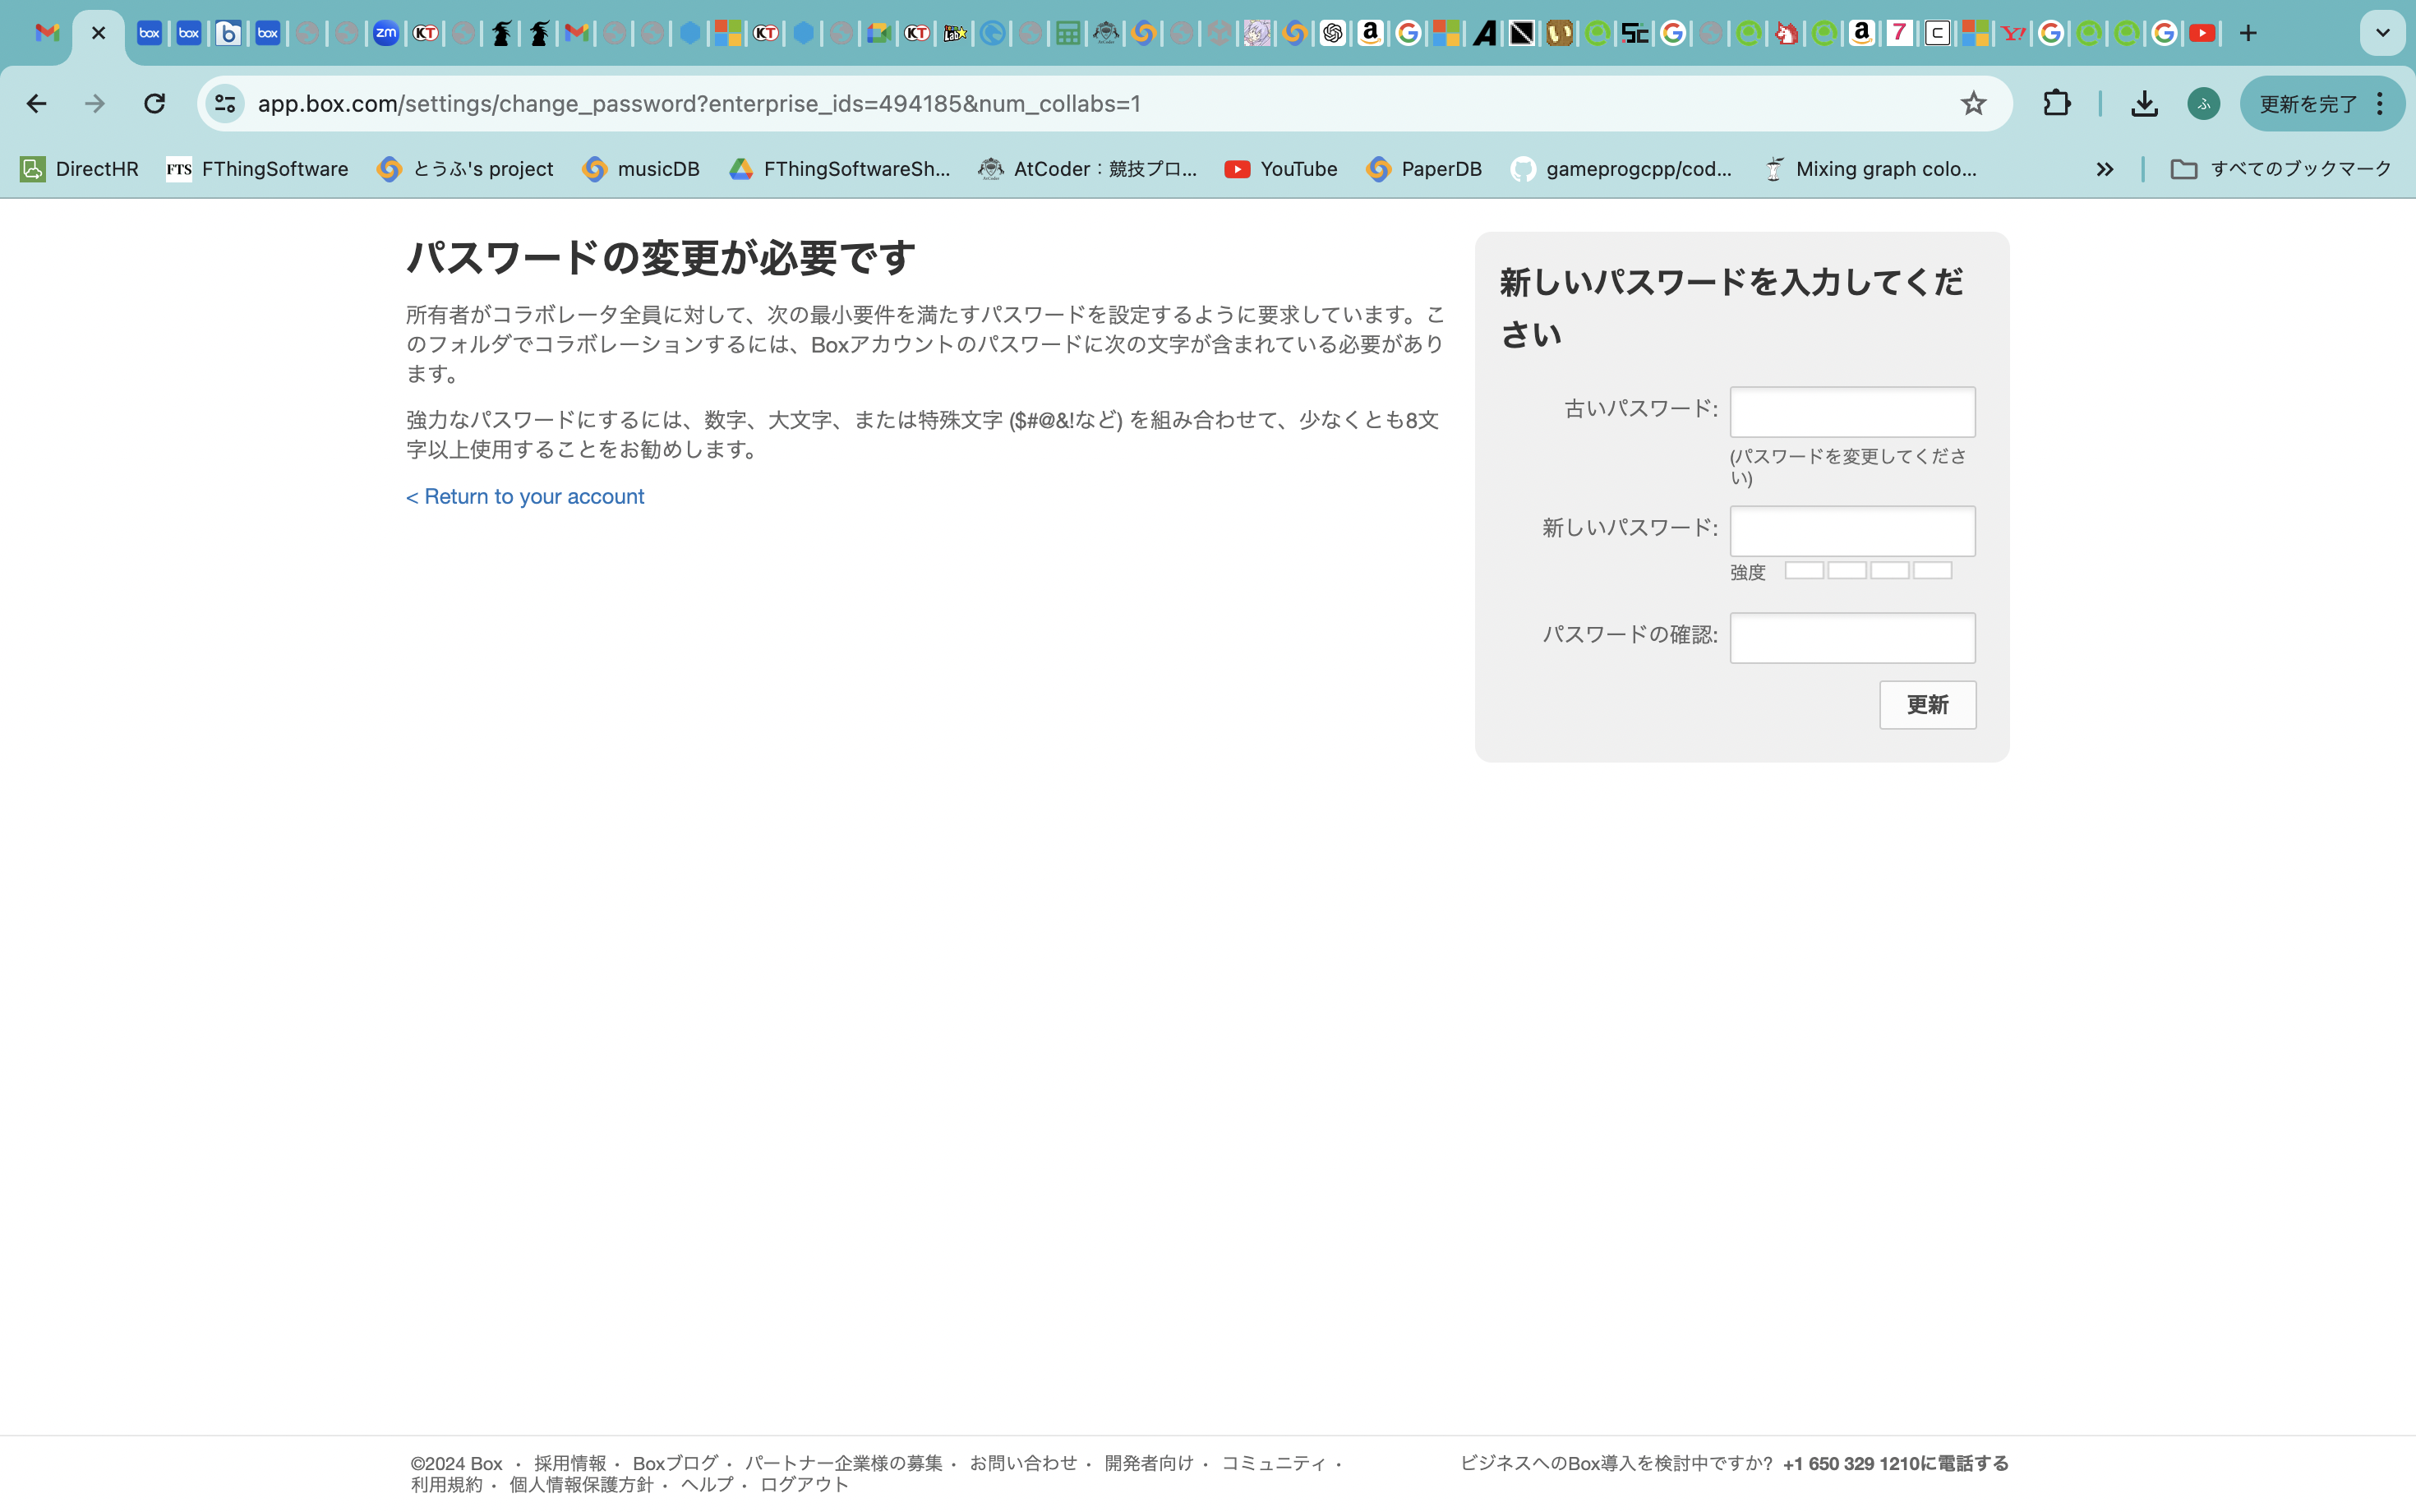 box box b box zm KT KT KT a A SC a 7 C Y!
app.box.com/settings/change_password?enterprise_ids=494185&num_collabs=1
ふ
更新を完了
DirectHR
FTS FThingSoftware
とうふ's project
musicDB
FThingSoftwareSh...
AtCoder:競技プロ...
YouTube
PaperDB
gameprogcpp/cod...
Mixing graph colo...
すべてのブックマーク
パスワードの変更が必要です
所有者がコラボレータ全員に対して、次の最小要件を満たすパスワードを設定するように要求しています。こ
のフォルダでコラボレーションするには、Boxアカウントのパスワードに次の文字が含まれている必要があり
ます。
強力なパスワードにするには、数字、大文字、または特殊文字 ($#@&!など) を組み合わせて、少なくとも8文
字以上使用することをお勧めします。
< Return to your account
新しいパスワードを入力してくだ
さい
古いパスワード:
(パスワードを変更してくださ
い)
新しいパスワード:
強度
パスワードの確認:
更新
©2024 Box · 採用情報 · Boxブログ · パートナー企業様の募集 · お問い合わせ · 開発者向け · コミュニティ ·
利用規約 · 個人情報保護方針 · ヘルプ · ログアウト
ビジネスへのBox導入を検討中ですか? +1 650 329 1210に電話する